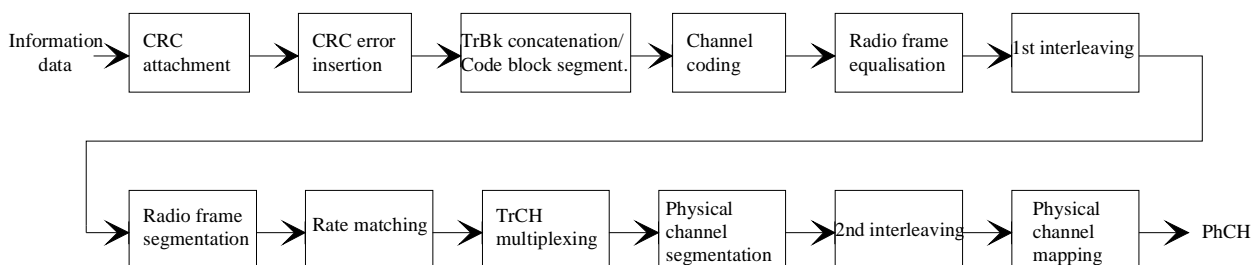 Information
data
CRC
attachment
CRC error
insertion
TrBk concatenation/
Code block segment.
Channel
coding
Radio frame
equalisation
1st interleaving
Radio frame
segmentation
Rate matching
TrCH
multiplexing
Physical
channel
segmentation
2nd interleaving
Physical
channel
mapping
PhCH